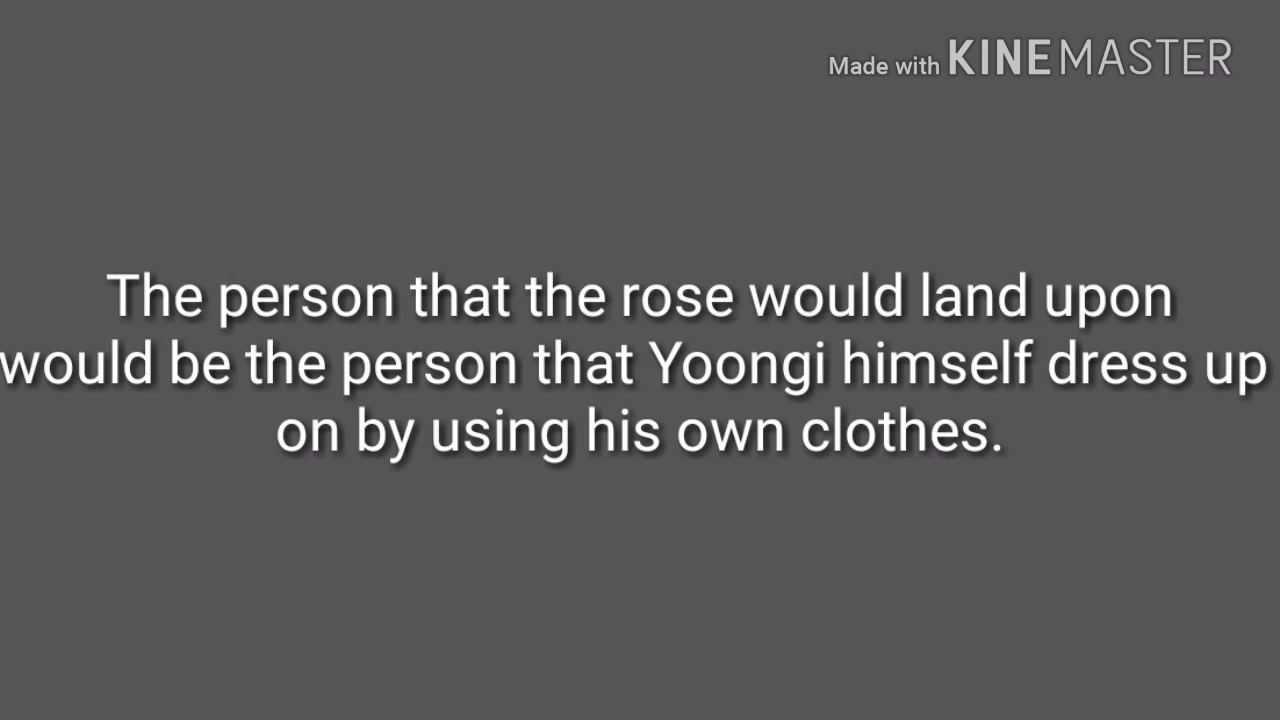 Made with KINEMASTER
The person that the rose would land upon
would be the person that Yoongi himself dress up
on by using his own clothes.